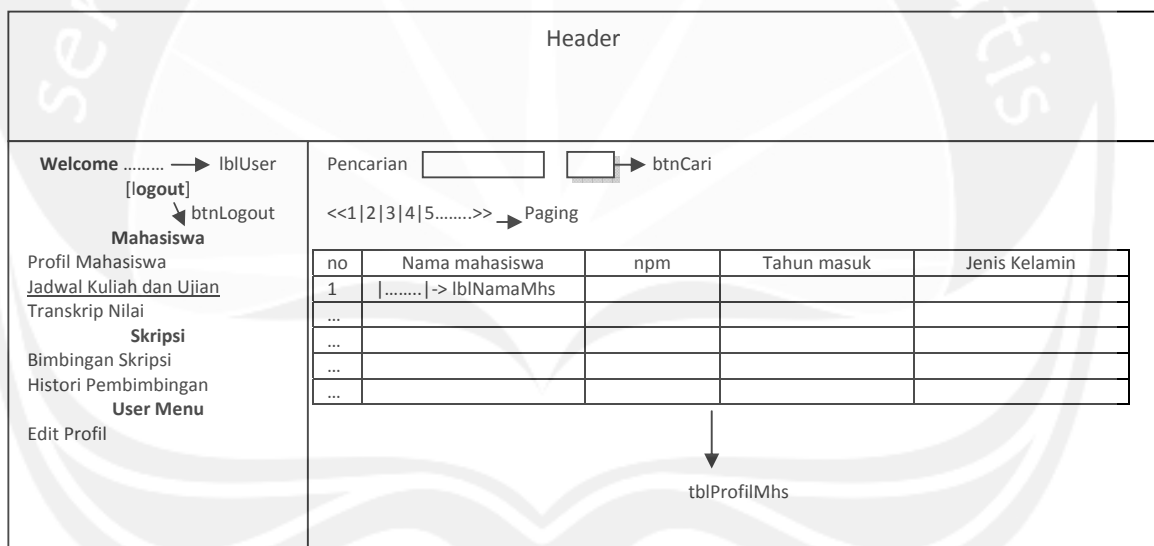 Header
Welcome ……… lblUser
[logout]
btnLogout
Mahasiswa
Profil Mahasiswa
Jadwal Kuliah dan Ujian
Transkrip Nilai
Skripsi
Bimbingan Skripsi
Histori Pembimbingan
User Menu
Edit Profil
Pencarian btnCari
<<1|2|3|4|5……..>> Paging
no Nama mahasiswa npm Tahun masuk Jenis Kelamin
1 |……..|-> lblNamaMhs
...
...
...
...
tblProfilMhs